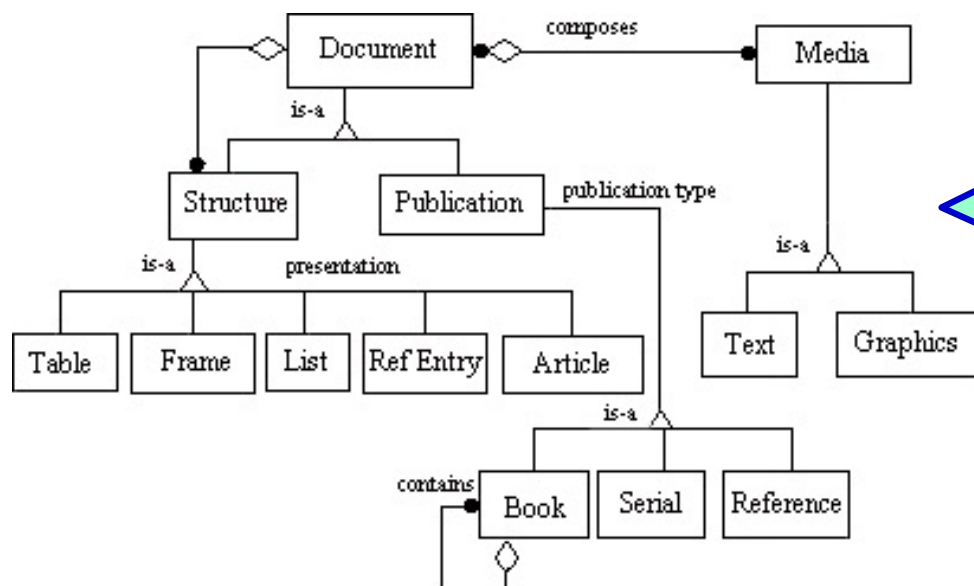 composes
Document
Media
is-a
Structure
Publication
publication type
is-a
presentation
is-a
Table
Frame
List
Ref Entry
Article
Text
Graphics
is-a
contains
Book
Serial
Reference